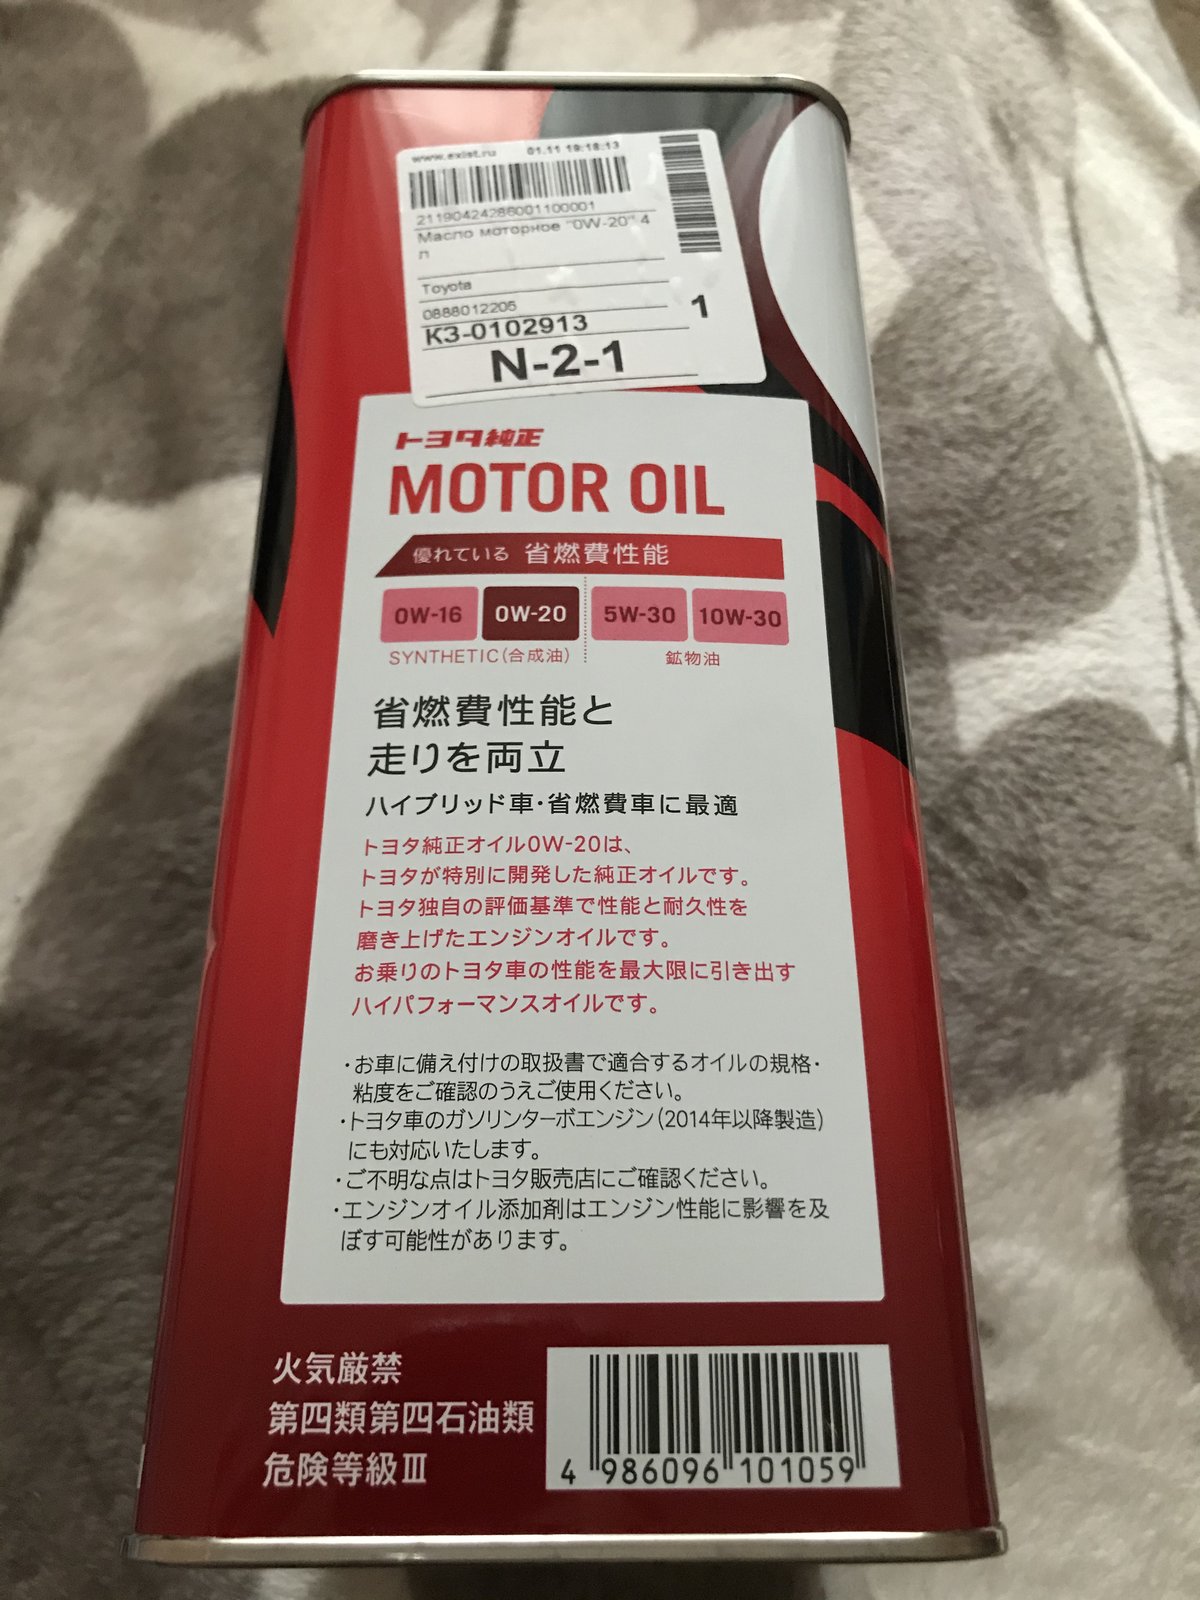 www.exist.ru 01.11 19:18:13
21190424286001100001
Масло моторное "0W-20" 4
л
Toyota
0888012205
К3-0102913
1
N-2-1
トヨタ純正
MOTOR OIL
優れている 省燃費性能
0W-16 0W-20 5W-30 10W-30
SYNTHETIC(合成油) 鉱物油
省燃費性能と
走りを両立
ハイブリッド車・省燃費車に最適
トヨタ純正オイル0W-20は、
トヨタが特別に開発した純正オイルです。
トヨタ独自の評価基準で性能と耐久性を
磨き上げたエンジンオイルです。
お乗りのトヨタ車の性能を最大限に引き出す
ハイパフォーマンスオイルです。
・お車に備え付けの取扱書で適合するオイルの規格・
粘度をご確認のうえご使用ください。
・トヨタ車のガソリンターボエンジン(2014年以降製造)
にも対応いたします。
・ご不明な点はトヨタ販売店にご確認ください。
・エンジンオイル添加剤はエンジン性能に影響を及
ぼす可能性があります。
火気厳禁
第四類第四石油類
危険等級Ⅲ
4 986096 101059